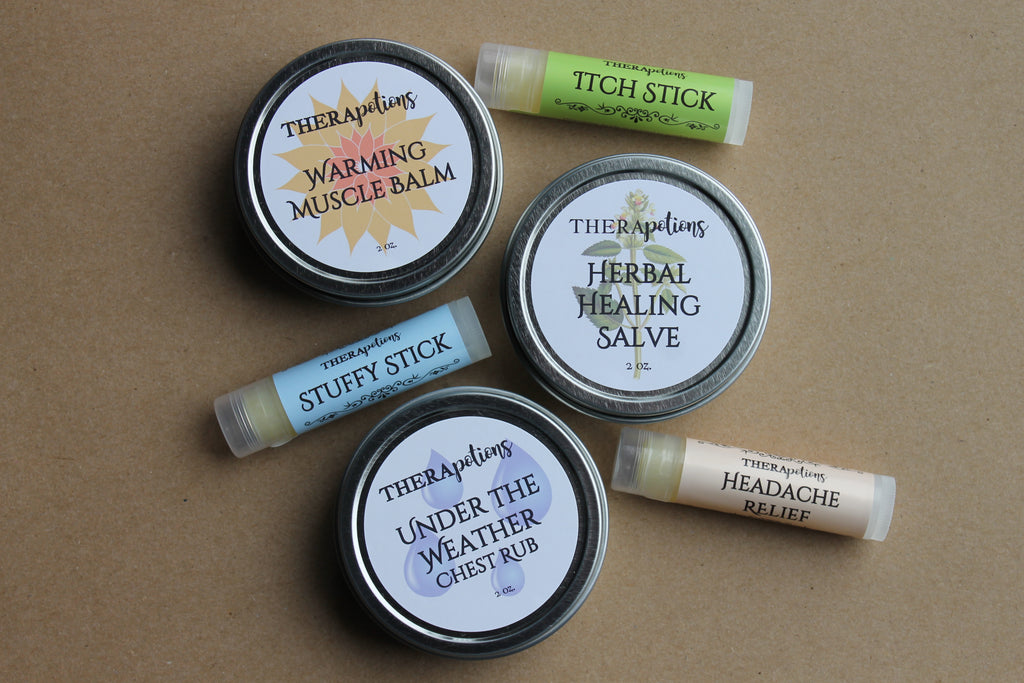 THERAPotions
WARMING
MUSCLE BALM
2 OZ.
THERAPotions
ITCH STICK
THERAPotions
HERBAL
HEALING
SALVE
2 OZ.
THERAPotions
STUFFY STICK
THERAPotions
UNDER THE
WEATHER
CHEST RUB
2 OZ.
THERAPotions
HEADACHE
RELIEF